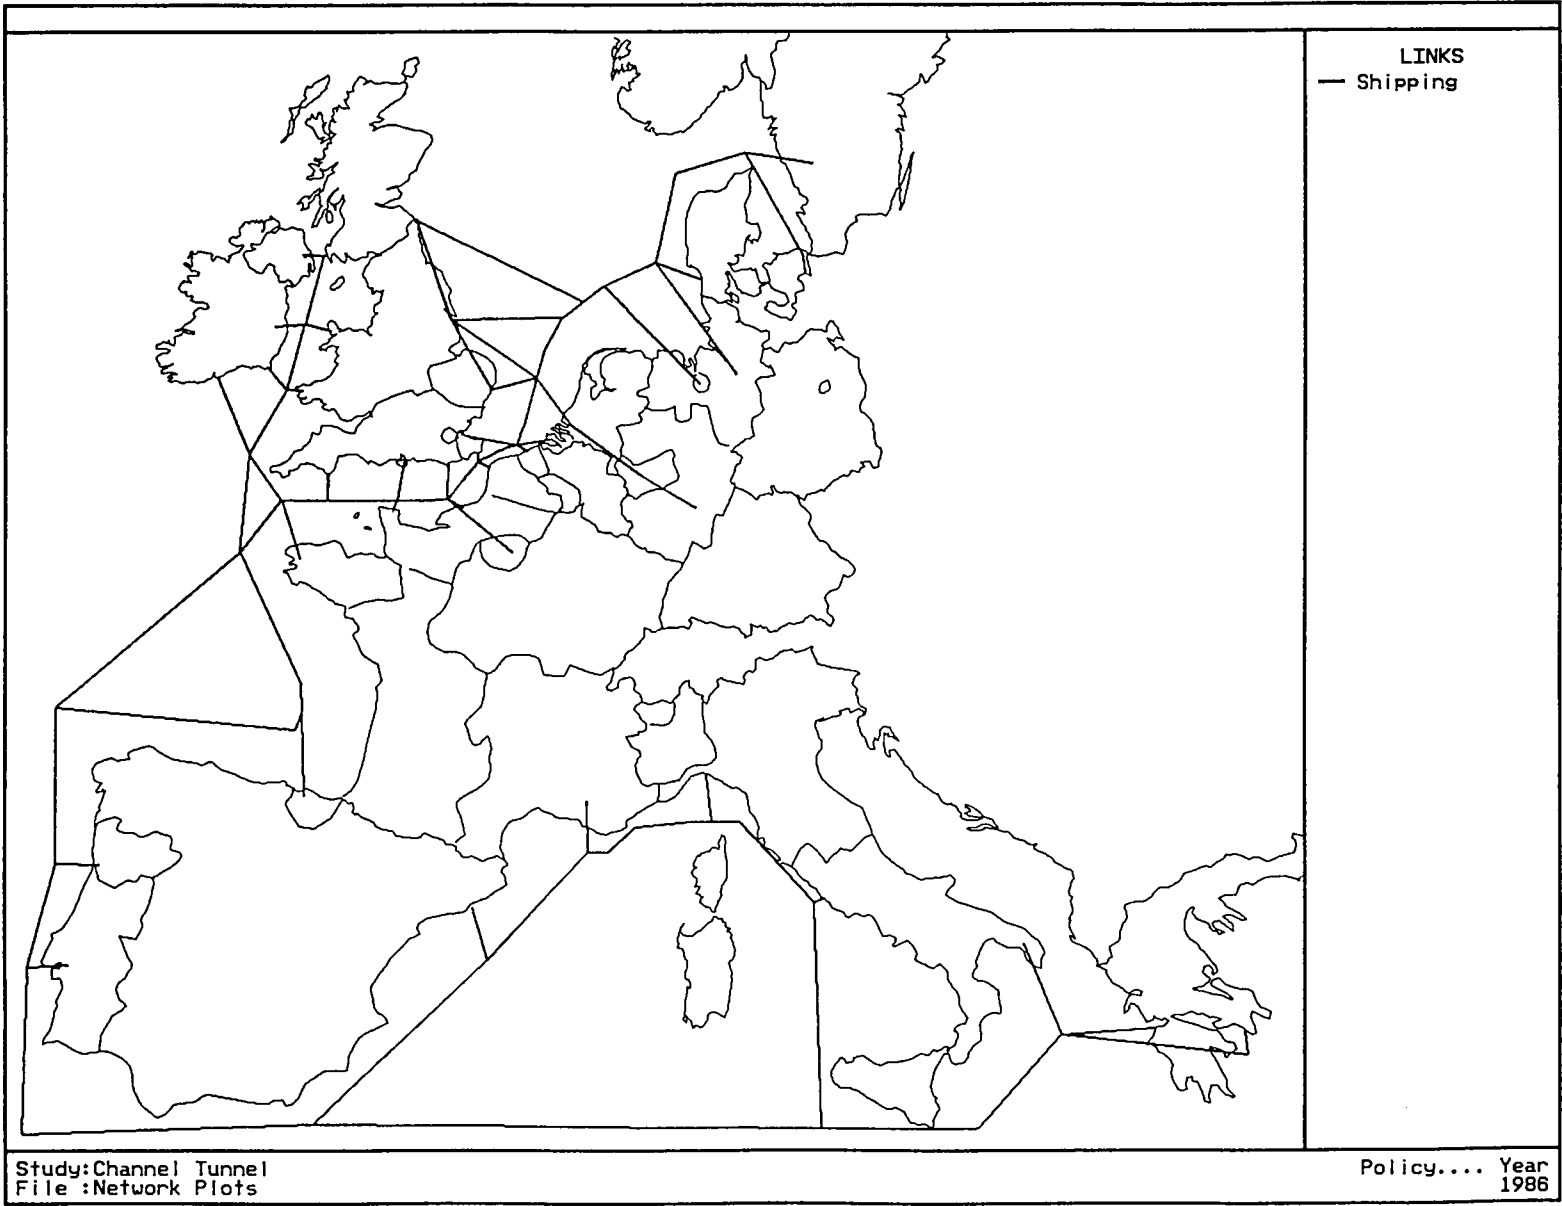 LINKS
Shipping
Study:Channel Tunnel
File :Network Plots
Policy.... Year
1986